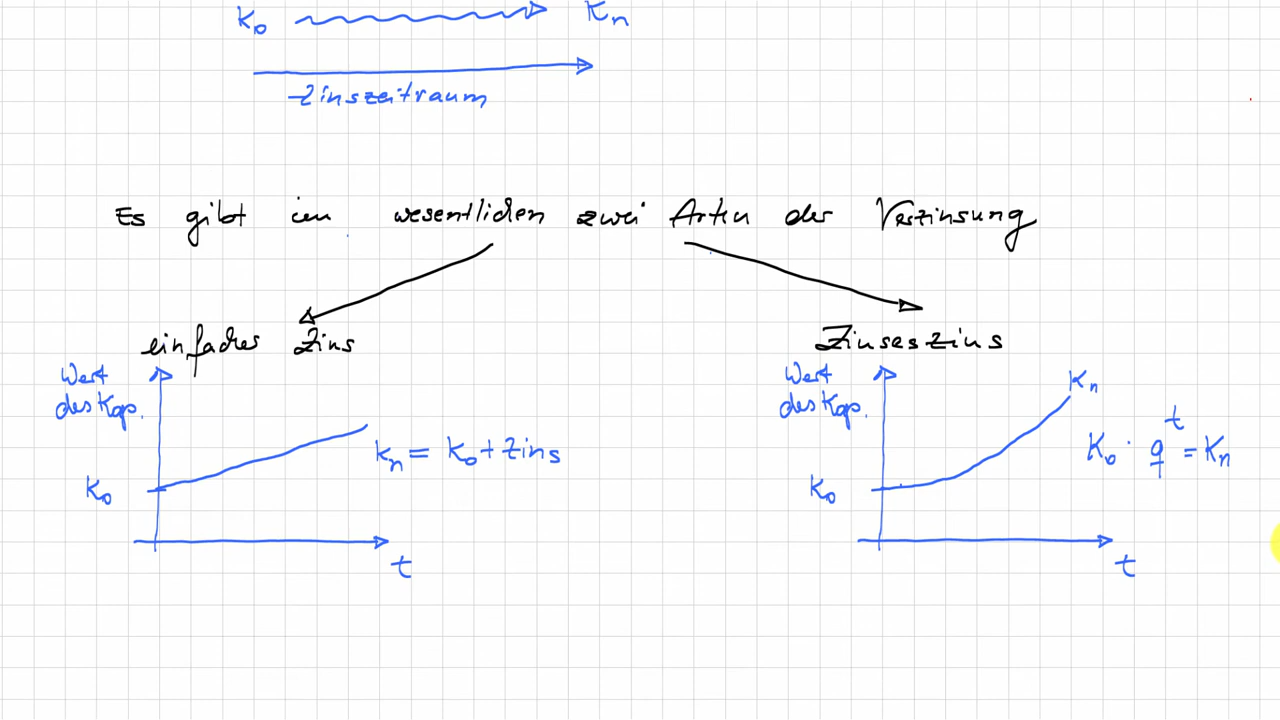 K₀ Kₙ
Zinszeitraum
Es gibt im wesentlichen zwei Arten der Verzinsung
einfacher Zins
Zinseszins
Wert
des Kap.
K₀
Kₙ = K₀ + Zins
t
Wert
des Kap.
K₀
Kₙ
K₀ · qᵗ = Kₙ
t